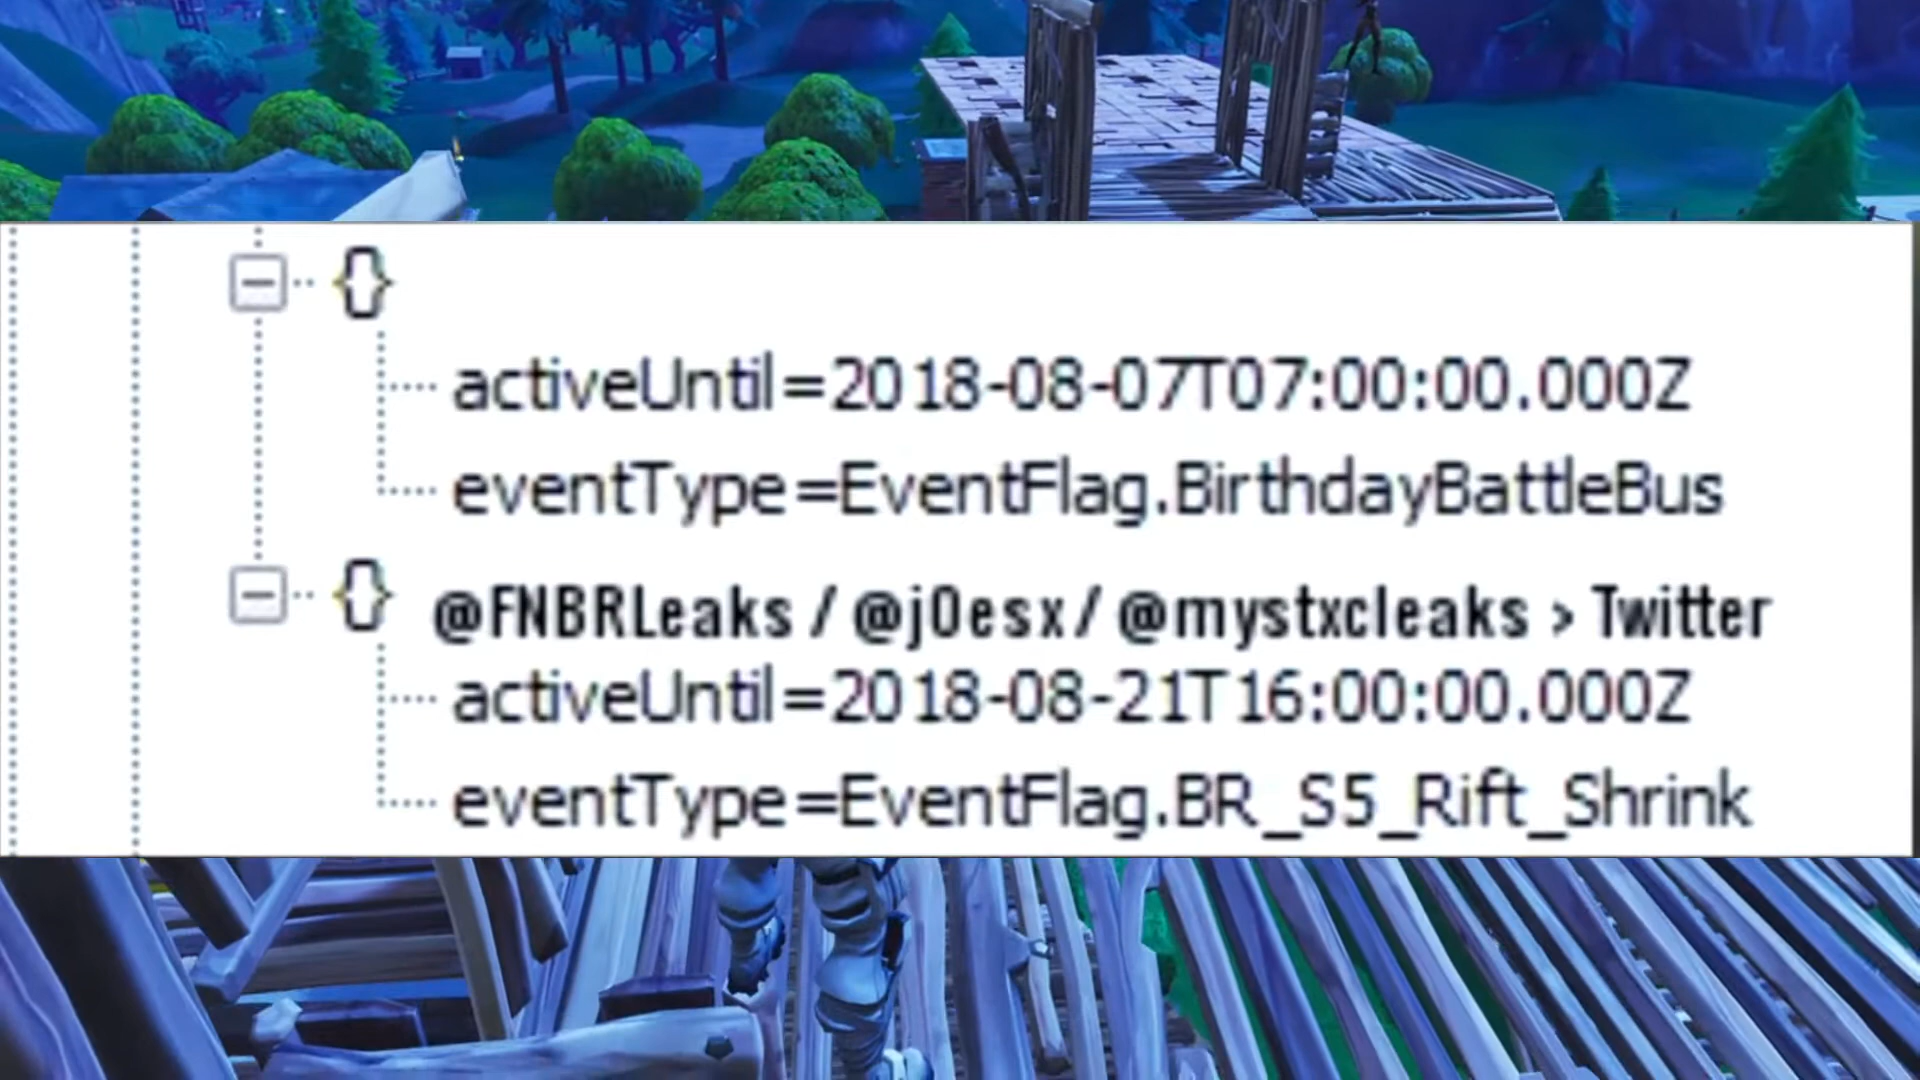 {}
activeUntil=2018-08-07T07:00:00.000Z
eventType=EventFlag.BirthdayBattleBus
{} @FNBRLeaks / @j0esx / @mystxcleaks > Twitter
activeUntil=2018-08-21T16:00:00.000Z
eventType=EventFlag.BR_S5_Rift_Shrink